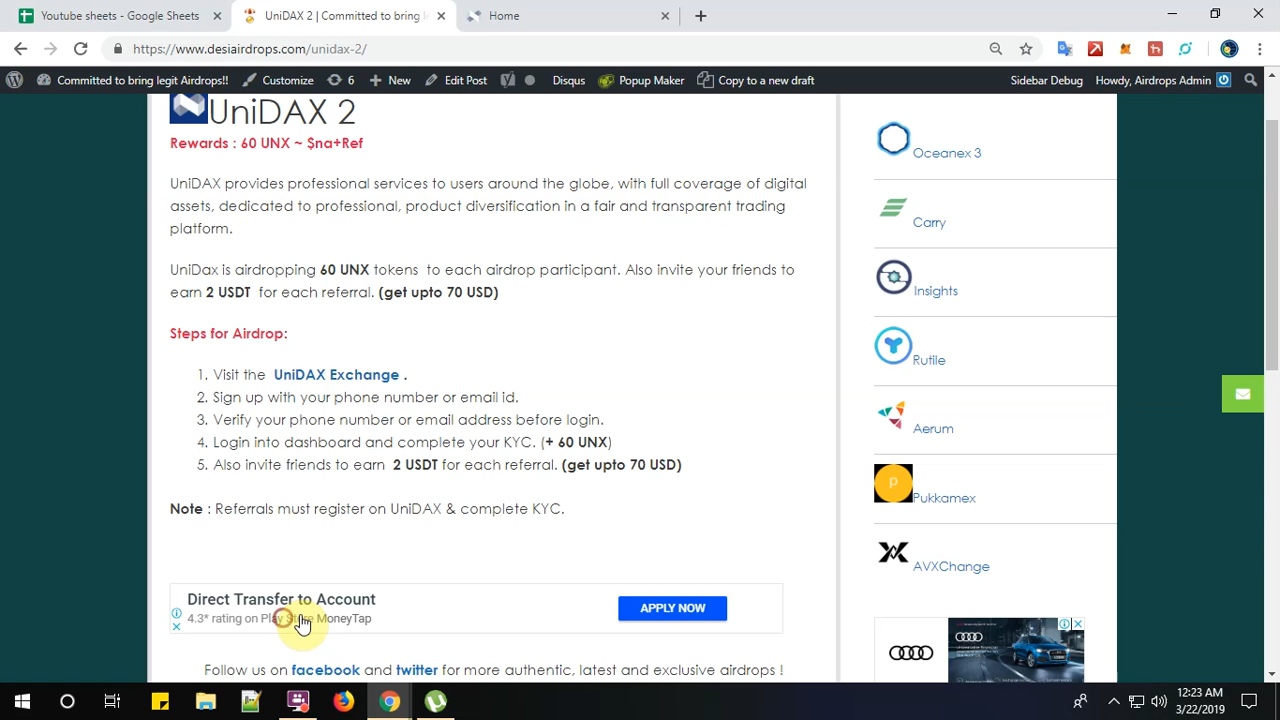 Youtube sheets - Google Sheets
UniDAX 2 | Committed to bring l
Home
https://www.desiairdrops.com/unidax-2/
Committed to bring legit Airdrops!!
Customize
6
New
Edit Post
Disqus
Popup Maker
Copy to a new draft
Sidebar Debug
Howdy, Airdrops Admin
UniDAX 2
Rewards : 60 UNX ~ $na+Ref
UniDAX provides professional services to users around the globe, with full coverage of digital
assets, dedicated to professional, product diversification in a fair and transparent trading
platform.
UniDax is airdropping 60 UNX tokens to each airdrop participant. Also invite your friends to
earn 2 USDT for each referral. (get upto 70 USD)
Steps for Airdrop:
1. Visit the UniDAX Exchange .
2. Sign up with your phone number or email id.
3. Verify your phone number or email address before login.
4. Login into dashboard and complete your KYC. (+ 60 UNX)
5. Also invite friends to earn 2 USDT for each referral. (get upto 70 USD)
Note : Referrals must register on UniDAX & complete KYC.
Direct Transfer to Account
4.3* rating on Play Store MoneyTap
APPLY NOW
Follow us on facebook and twitter for more authentic, latest and exclusive airdrops !
Oceanex 3
Carry
Insights
Rutile
Aerum
p
Pukkamex
AVXChange
12:23 AM
3/22/2019